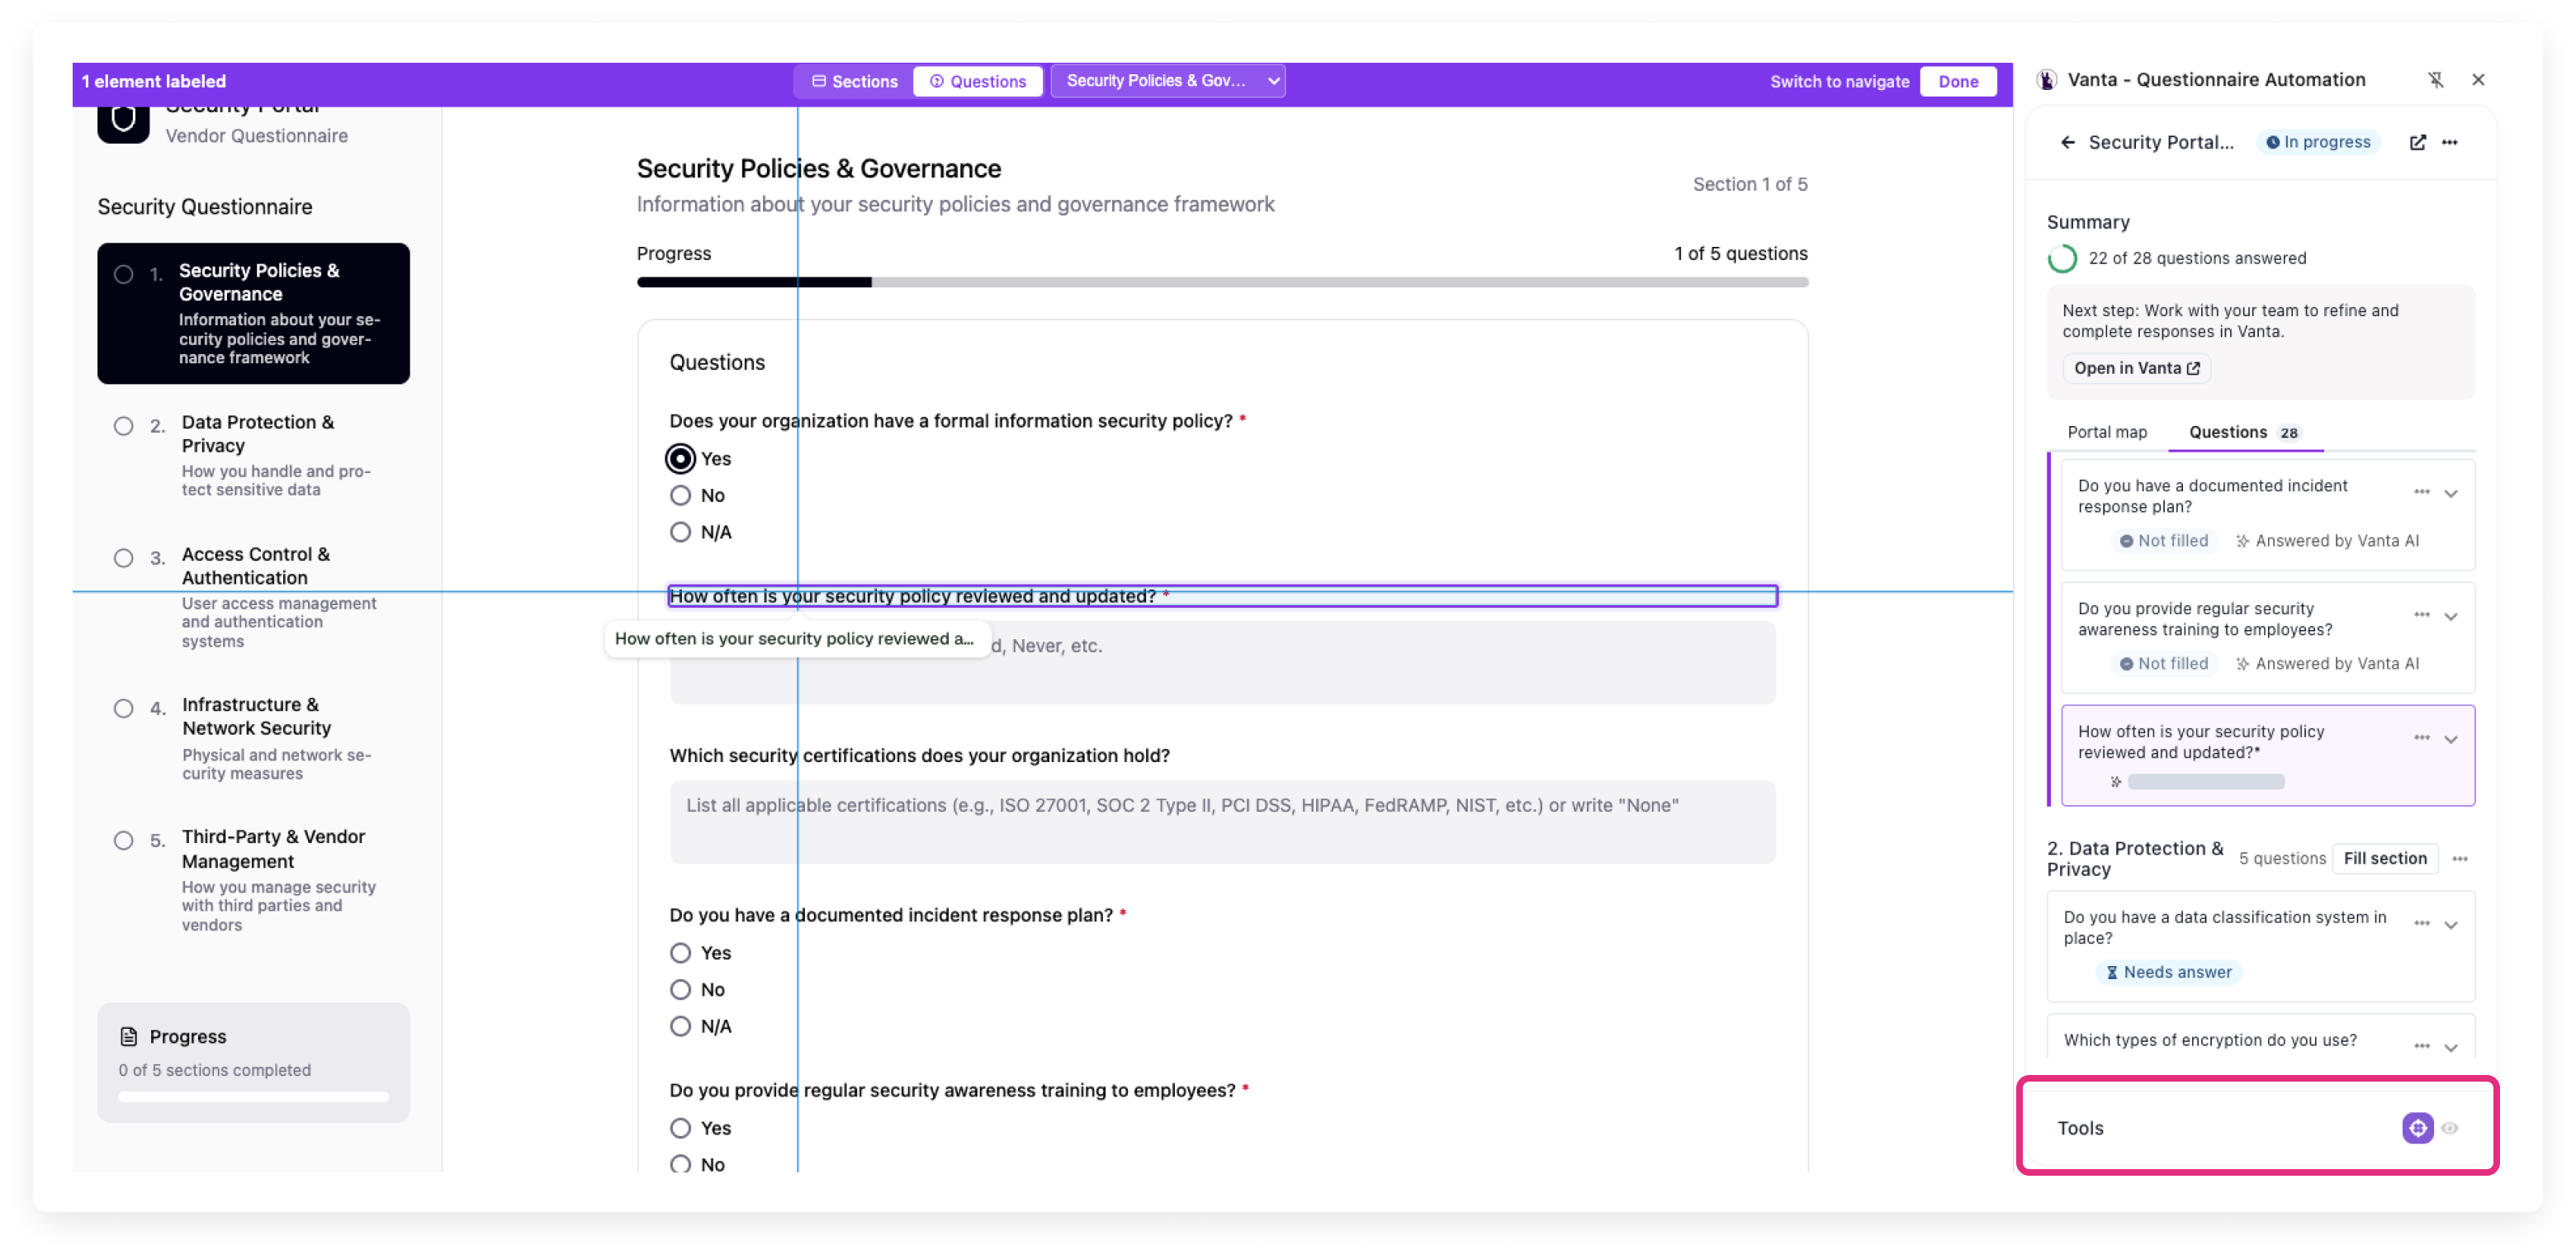 1 element labeled
Sections
Questions
Security Policies & Gov...
Switch to navigate
Done
Security Portal
Vendor Questionnaire
Security Questionnaire
1. Security Policies &
Governance
Information about your se-
curity policies and gover-
nance framework
2. Data Protection &
Privacy
How you handle and pro-
tect sensitive data
3. Access Control &
Authentication
User access management
and authentication
systems
4. Infrastructure &
Network Security
Physical and network se-
curity measures
5. Third-Party & Vendor
Management
How you manage security
with third parties and
vendors
Progress
0 of 5 sections completed
Security Policies & Governance
Information about your security policies and governance framework
Section 1 of 5
Progress
1 of 5 questions
Questions
Does your organization have a formal information security policy? *
Yes
No
N/A
How often is your security policy reviewed and updated? *
How often is your security policy reviewed a...
d, Never, etc.
Which security certifications does your organization hold?
List all applicable certifications (e.g., ISO 27001, SOC 2 Type II, PCI DSS, HIPAA, FedRAMP, NIST, etc.) or write "None"
Do you have a documented incident response plan? *
Yes
No
N/A
Do you provide regular security awareness training to employees? *
Yes
No
Vanta - Questionnaire Automation
Security Portal...
In progress
Summary
22 of 28 questions answered
Next step: Work with your team to refine and
complete responses in Vanta.
Open in Vanta
Portal map
Questions 28
Do you have a documented incident
response plan?
Not filled
Answered by Vanta AI
Do you provide regular security
awareness training to employees?
Not filled
Answered by Vanta AI
How often is your security policy
reviewed and updated?*
2. Data Protection &
Privacy
5 questions
Fill section
Do you have a data classification system in
place?
Needs answer
Which types of encryption do you use?
Tools